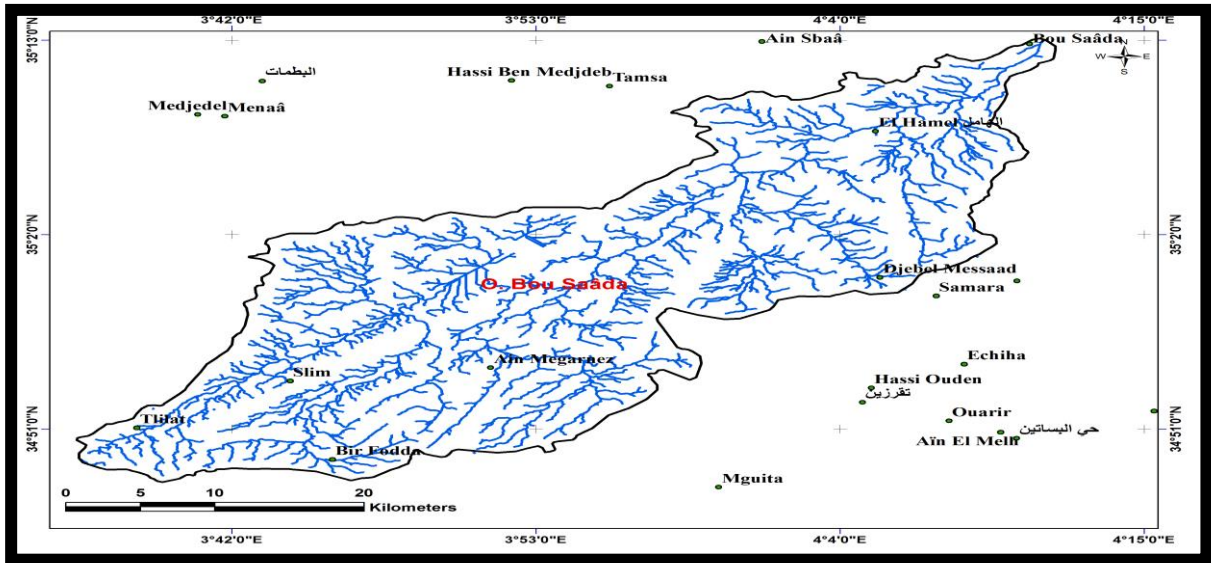 3°42'0"E 3°53'0"E 4°4'0"E 4°15'0"E
35°13'0"N
Ain Sbaâ
Bou Saâda
N
W E
S
البطمات
Hassi Ben Medjdeb
Tamsa
Medjedel
Menaâ
El Hamel الهامل
35°2'0"N 35°2'0"N
Djebel Messaad
O. Bou Saâda
Samara
Echiha
Ain Megarnez
Slim
Hassi Ouden
تقرزين
Ouarir
Tlilat
34°51'0"N 34°51'0"N
حي البساتين
Aïn El Melh
Bir Fodda
Mguita
0 5 10 20
Kilometers
3°42'0"E 3°53'0"E 4°4'0"E 4°15'0"E